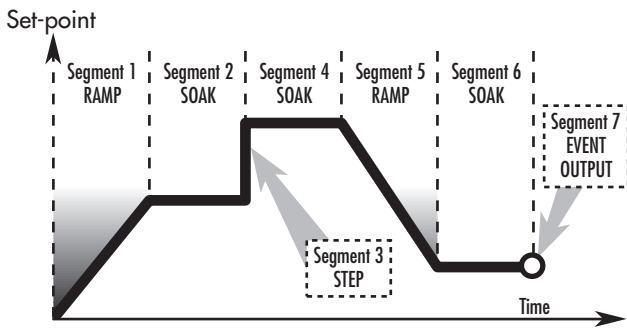 Set-point
Segment 1
RAMP
Segment 2
SOAK
Segment 4
SOAK
Segment 5
RAMP
Segment 6
SOAK
Segment 7
EVENT
OUTPUT
Segment 3
STEP
Time